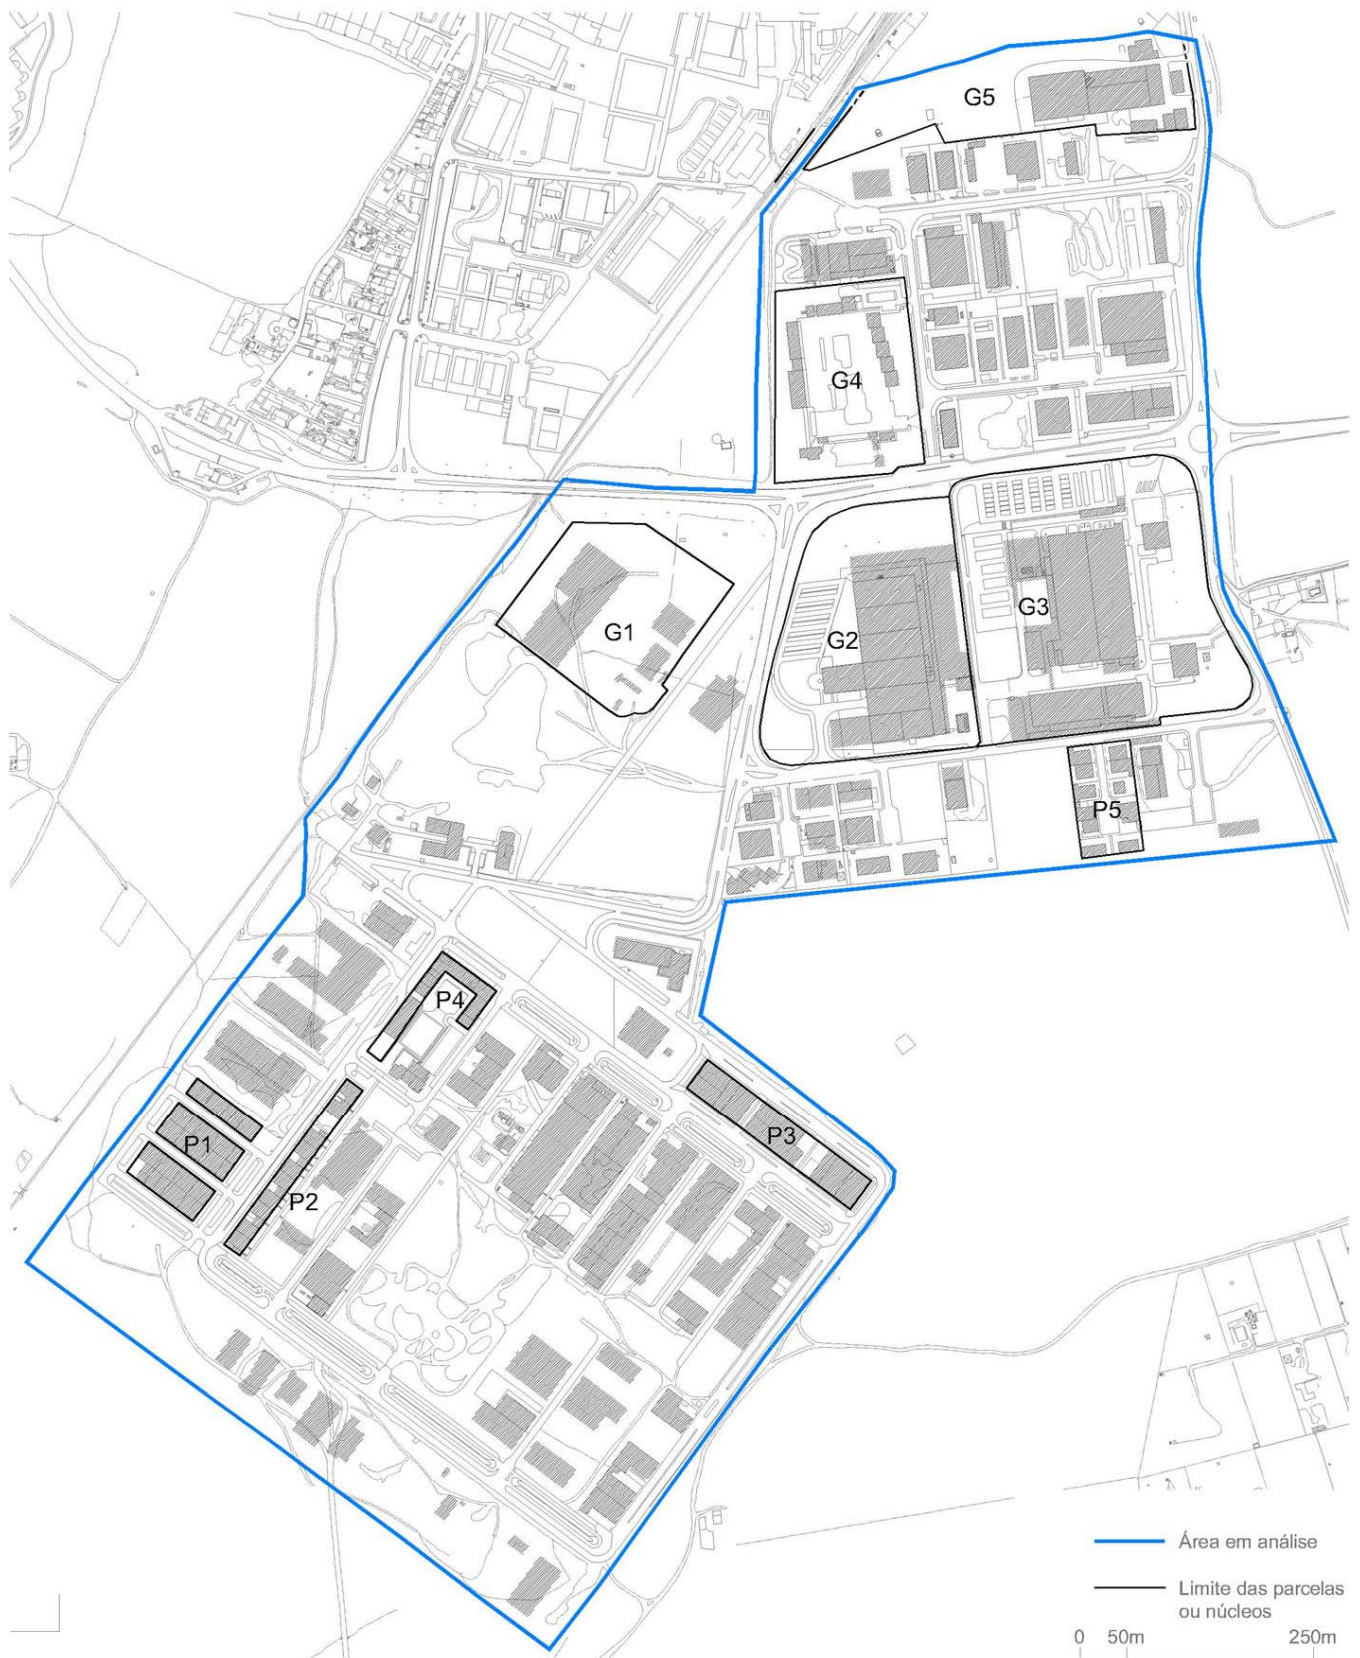 G5
G4
G3
G1
G2
P5
P4
P3
P1
P2
Área em análise
Limite das parcelas
ou núcleos
0 50m 250m